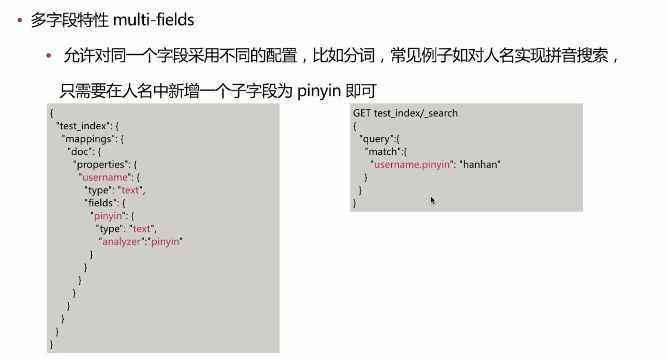 • 多字段特性 multi-fields
• 允许对同一个字段采用不同的配置，比如分词，常见例子如对人名实现拼音搜索，
只需要在人名中新增一个子字段为 pinyin 即可
{
"test_index": {
"mappings": {
"doc": {
"properties": {
"username": {
"type": "text",
"fields": {
"pinyin": {
"type": "text",
"analyzer":"pinyin"
}
}
}
}
}
}
}
}
GET test_index/_search
{
"query":{
"match":{
"username.pinyin": "hanhan"
}
}
}